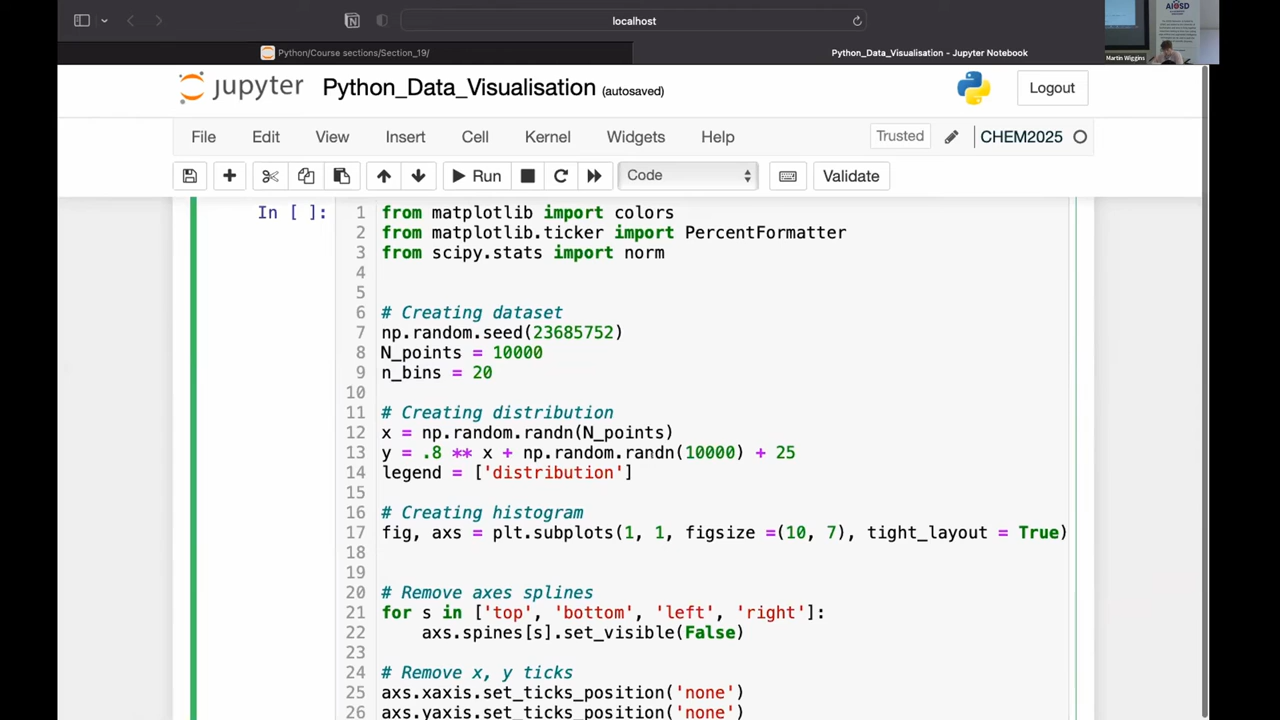 localhost
Python/Course sections/Section_19/
Python_Data_Visualisation - Jupyter Notebook
AI4SD
Martin Wiggins
jupyter Python_Data_Visualisation (autosaved)
Logout
File Edit View Insert Cell Kernel Widgets Help
Trusted
CHEM2025
Run
Code
Validate
In [ ]:
1 from matplotlib import colors
2 from matplotlib.ticker import PercentFormatter
3 from scipy.stats import norm
4
5
6 # Creating dataset
7 np.random.seed(23685752)
8 N_points = 10000
9 n_bins = 20
10
11 # Creating distribution
12 x = np.random.randn(N_points)
13 y = .8 ** x + np.random.randn(10000) + 25
14 legend = ['distribution']
15
16 # Creating histogram
17 fig, axs = plt.subplots(1, 1, figsize =(10, 7), tight_layout = True)
18
19
20 # Remove axes splines
21 for s in ['top', 'bottom', 'left', 'right']:
22 axs.spines[s].set_visible(False)
23
24 # Remove x, y ticks
25 axs.xaxis.set_ticks_position('none')
26 axs.yaxis.set_ticks_position('none')